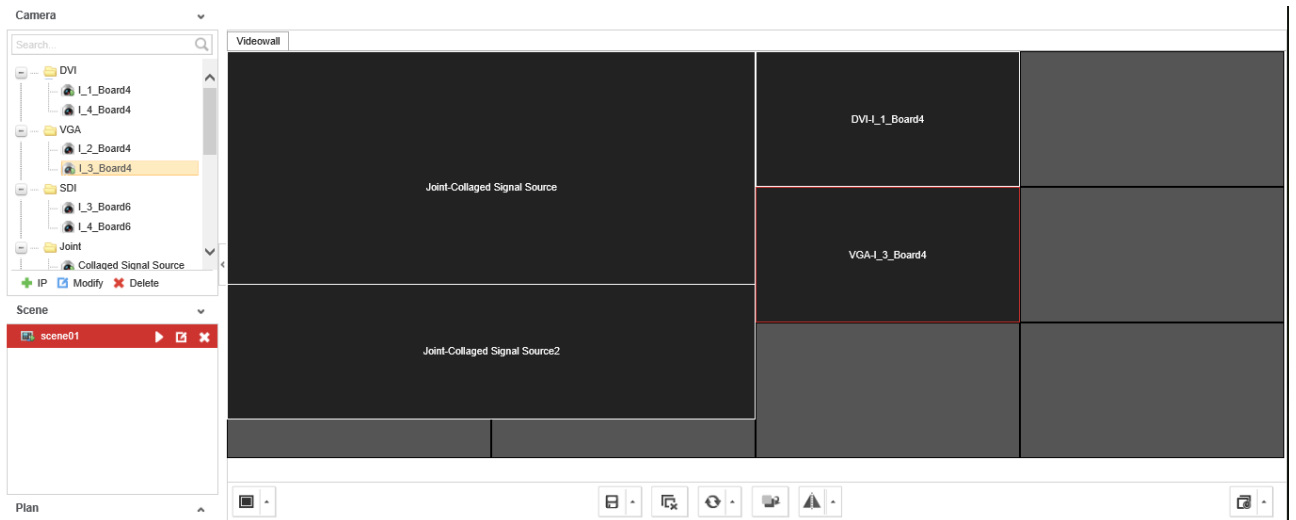 Camera
Search...
DVI
I_1_Board4
I_4_Board4
VGA
I_2_Board4
I_3_Board4
SDI
I_3_Board6
I_4_Board6
Joint
Collaged Signal Source
IP Modify Delete
Scene
scene01
Plan
Videowall
Joint-Collaged Signal Source
DVI-I_1_Board4
VGA-I_3_Board4
Joint-Collaged Signal Source2